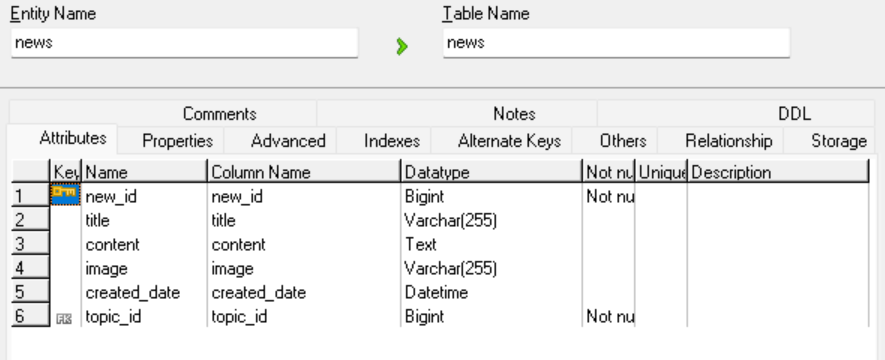 Entity Name Table Name
news news
Comments Notes DDL
Attributes Properties Advanced Indexes Alternate Keys Others Relationship Storage
Key Name Column Name Datatype Not nu Unique Description
1 new_id new_id Bigint Not nu
2 title title Varchar(255)
3 content content Text
4 image image Varchar(255)
5 created_date created_date Datetime
6 FK topic_id topic_id Bigint Not nu